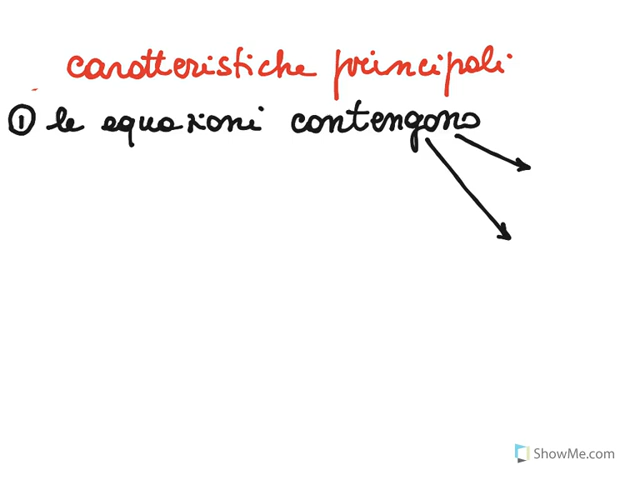 caratteristiche principali
① le equazioni contengono
ShowMe.com